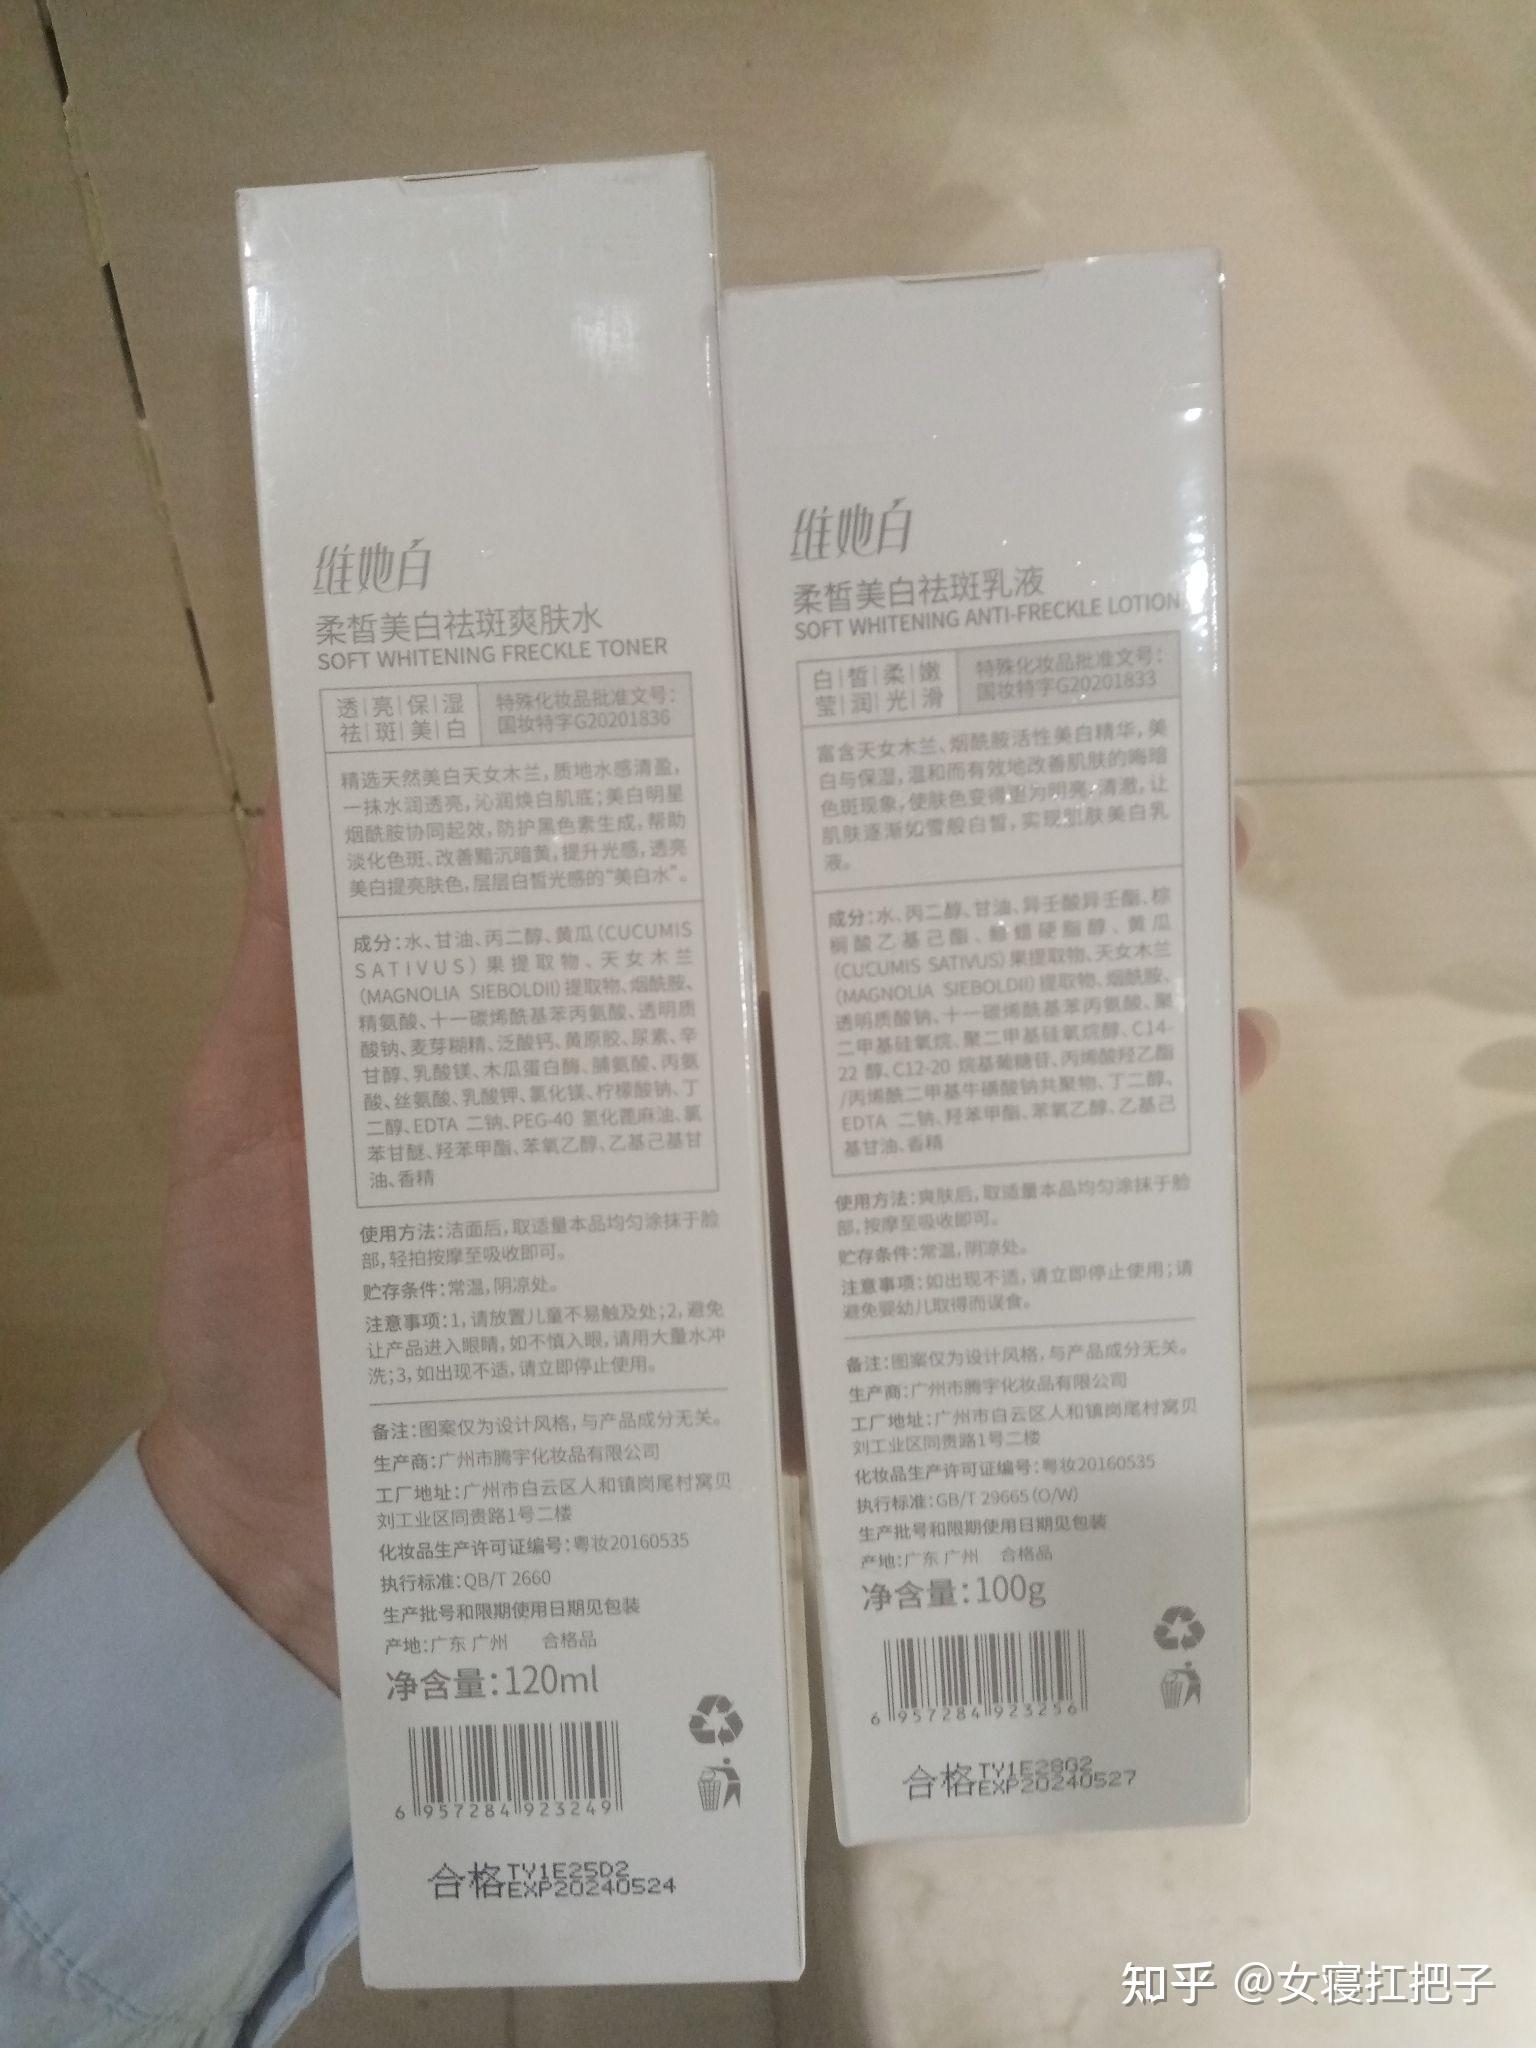 维她白
柔皙美白祛斑爽肤水
SOFT WHITENING FRECKLE TONER
透|亮|保|湿
祛|斑|美|白
特殊化妆品批准文号:
国妆特字G20201836
精选天然美白天女木兰,质地水感清盈,
一抹水润透亮,沁润焕白肌底;美白明星
烟酰胺协同起效,防护黑色素生成,帮助
淡化色斑、改善黯沉暗黄,提升光感,透亮
美白提亮肤色,层层白皙光感的“美白水”。
成分:水、甘油、丙二醇、黄瓜(CUCUMIS
SATIVUS)果提取物、天女木兰
(MAGNOLIA SIEBOLDII)提取物、烟酰胺、
精氨酸、十一碳烯酰基苯丙氨酸、透明质
酸钠、麦芽糊精、泛酸钙、黄原胶、尿素、辛
甘醇、乳酸镁、木瓜蛋白酶、脯氨酸、丙氨
酸、丝氨酸、乳酸钾、氯化镁、柠檬酸钠、丁
二醇、EDTA 二钠、PEG-40 氢化蓖麻油、氯
苯甘醚、羟苯甲酯、苯氧乙醇、乙基己基甘
油、香精
使用方法:洁面后,取适量本品均匀涂抹于脸
部,轻拍按摩至吸收即可。
贮存条件:常温,阴凉处。
注意事项:1,请放置儿童不易触及处;2,避免
让产品进入眼睛,如不慎入眼,请用大量水冲
洗;3,如出现不适,请立即停止使用。
备注:图案仅为设计风格,与产品成分无关。
生产商:广州市腾宇化妆品有限公司
工厂地址:广州市白云区人和镇岗尾村窝贝
刘工业区同贵路1号二楼
化妆品生产许可证编号:粤妆20160535
执行标准:QB/T 2660
生产批号和限期使用日期见包装
产地:广东 广州 合格品
净含量:120ml
6 957284 923249
合格 TY1E25D2
EXP20240524
维她白
柔皙美白祛斑乳液
SOFT WHITENING ANTI-FRECKLE LOTION
白|皙|柔|嫩
莹|润|光|滑
特殊化妆品批准文号:
国妆特字G20201833
富含天女木兰、烟酰胺活性美白精华,美
白与保湿,温和而有效地改善肌肤的晦暗
色斑现象,使肤色变得更为明亮、清澈,让
肌肤逐渐如雪般白皙,实现肌肤美白乳
液。
成分:水、丙二醇、甘油、异壬酸异壬酯、棕
榈酸乙基己酯、鲸蜡硬脂醇、黄瓜
(CUCUMIS SATIVUS)果提取物、天女木兰
(MAGNOLIA SIEBOLDII)提取物、烟酰胺、
透明质酸钠、十一碳烯酰基苯丙氨酸、聚
二甲基硅氧烷、聚二甲基硅氧烷醇、C14-
22 醇、C12-20 烷基葡糖苷、丙烯酸羟乙酯
/丙烯酰二甲基牛磺酸钠共聚物、丁二醇、
EDTA 二钠、羟苯甲酯、苯氧乙醇、乙基己
基甘油、香精
使用方法:爽肤后,取适量本品均匀涂抹于脸
部,按摩至吸收即可。
贮存条件:常温,阴凉处。
注意事项:如出现不适,请立即停止使用;请
避免婴幼儿取得而误食。
备注:图案仅为设计风格,与产品成分无关。
生产商:广州市腾宇化妆品有限公司
工厂地址:广州市白云区人和镇岗尾村窝贝
刘工业区同贵路1号二楼
化妆品生产许可证编号:粤妆20160535
执行标准:GB/T 29665(O/W)
生产批号和限期使用日期见包装
产地:广东 广州 合格品
净含量:100g
6 957284 923256
合格 TY1E28G2
EXP20240527
知乎 @女寝扛把子